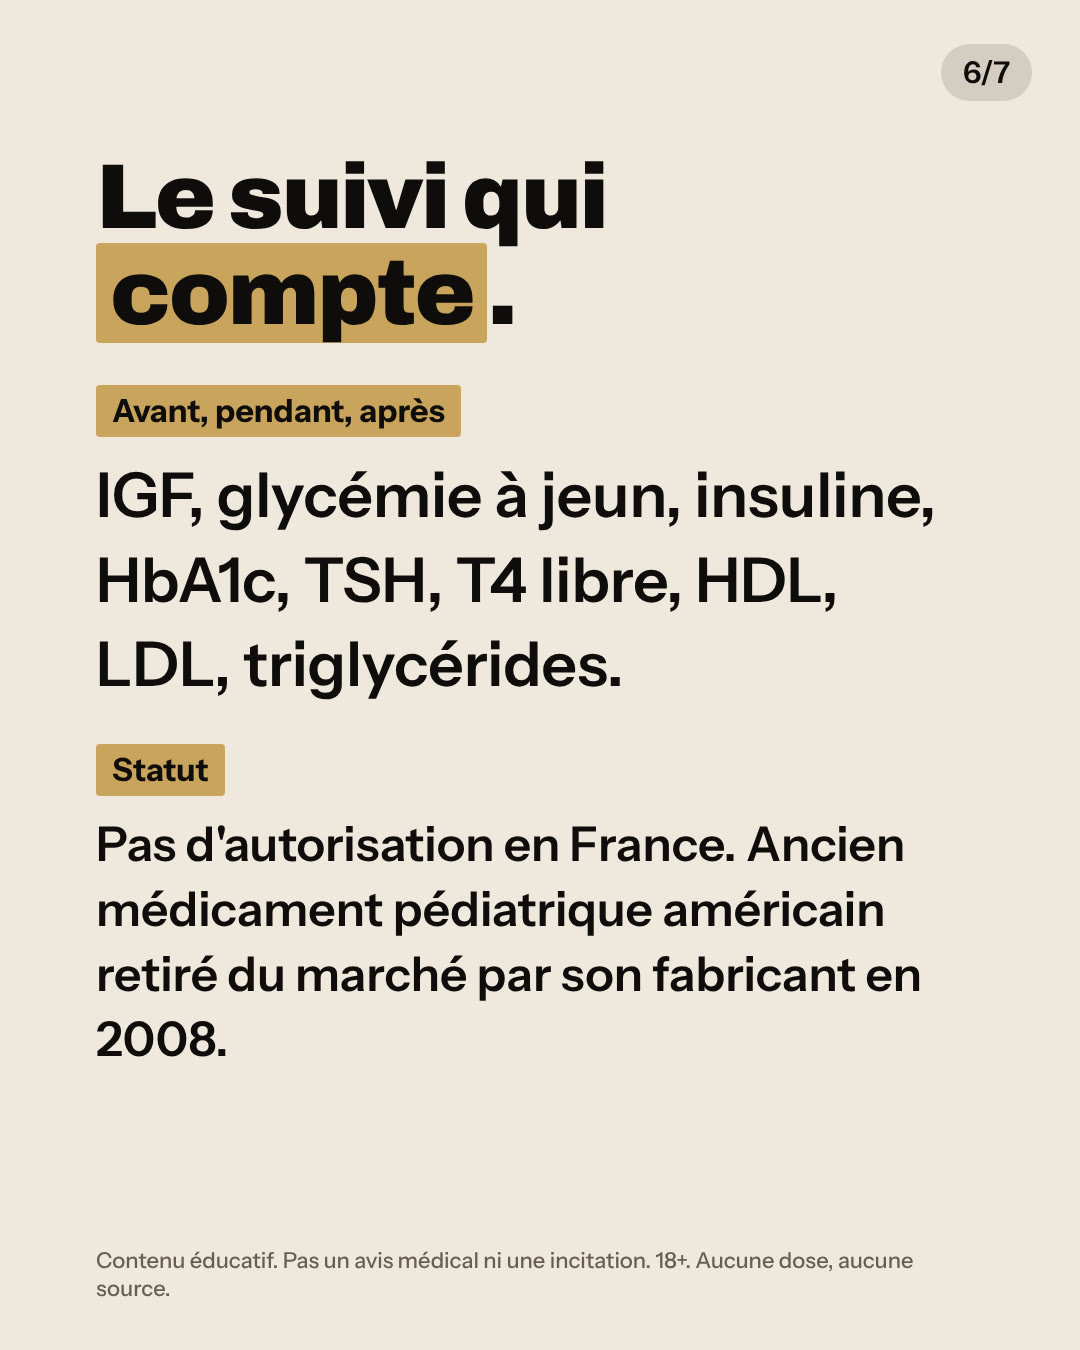 6/7
Le suivi qui
compte.
Avant, pendant, après
IGF, glycémie à jeun, insuline,
HbA1c, TSH, T4 libre, HDL,
LDL, triglycérides.
Statut
Pas d'autorisation en France. Ancien
médicament pédiatrique américain
retiré du marché par son fabricant en
2008.
Contenu éducatif. Pas un avis médical ni une incitation. 18+. Aucune dose, aucune
source.